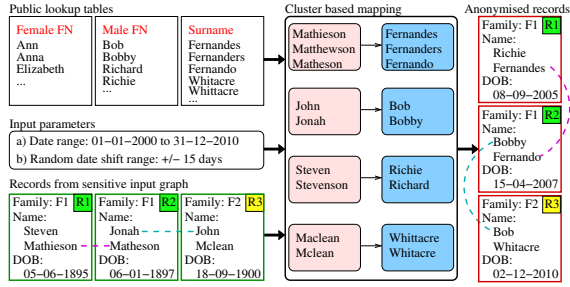 Public lookup tables
Female FN
Ann
Anna
Elizabeth
...
Male FN
Bob
Bobby
Richard
Richie
...
Surname
Fernandes
Fernanders
Fernando
Whitacre
Whittacre
...
Input parameters
a) Date range: 01-01-2000 to 31-12-2010
b) Random date shift range: +/- 15 days
Records from sensitive input graph
Family: F1 R1
Name:
Steven
Mathieson
DOB:
05-06-1895
Family: F1 R2
Name:
Jonah
Matheson
DOB:
06-01-1897
Family: F2 R3
Name:
John
Mclean
DOB:
18-09-1900
Cluster based mapping
Mathieson
Matthewson
Matheson
Fernandes
Fernanders
Fernando
John
Jonah
Bob
Bobby
Steven
Stevenson
Richie
Richard
Maclean
Mclean
Whittacre
Whitacre
Anonymised records
Family: F1 R1
Name:
Richie
Fernandes
DOB:
08-09-2005
Family: F1 R2
Name:
Bobby
Fernando
DOB:
15-04-2007
Family: F2 R3
Name:
Bob
Whitacre
DOB:
02-12-2010